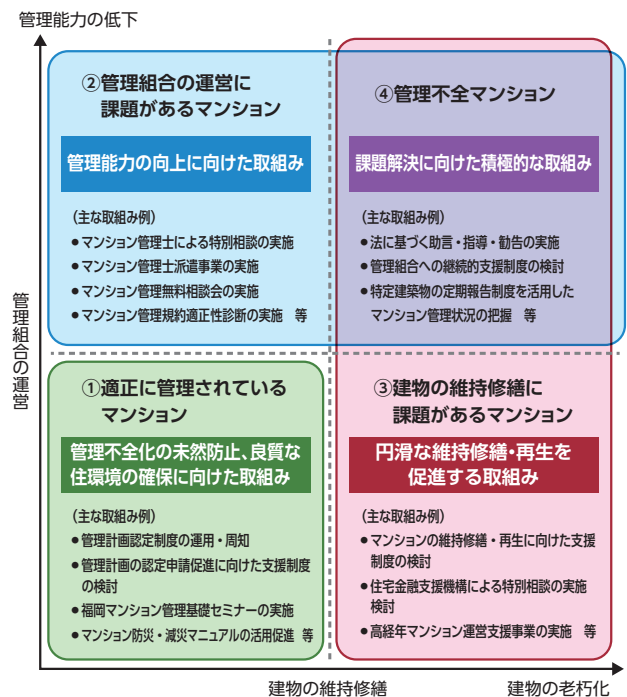 管理能力の低下
②管理組合の運営に
課題があるマンション
管理能力の向上に向けた取組み
（主な取組み例）
●マンション管理士による特別相談の実施
●マンション管理士派遣事業の実施
●マンション管理無料相談会の実施
●マンション管理規約適正性診断の実施　等
④管理不全マンション
課題解決に向けた積極的な取組み
（主な取組み例）
●法に基づく助言・指導・勧告の実施
●管理組合への継続的支援制度の検討
●特定建築物の定期報告制度を活用した
マンション管理状況の把握　等
管理組合の運営
①適正に管理されている
マンション
管理不全化の未然防止、良質な
住環境の確保に向けた取組み
（主な取組み例）
●管理計画認定制度の運用・周知
●管理計画の認定申請促進に向けた支援制度
の検討
●福岡マンション管理基礎セミナーの実施
●マンション防災・減災マニュアルの活用促進　等
③建物の維持修繕に
課題があるマンション
円滑な維持修繕・再生を
促進する取組み
（主な取組み例）
●マンションの維持修繕・再生に向けた支援
制度の検討
●住宅金融支援機構による特別相談の実施
検討
●高経年マンション運営支援事業の実施　等
建物の維持修繕
建物の老朽化